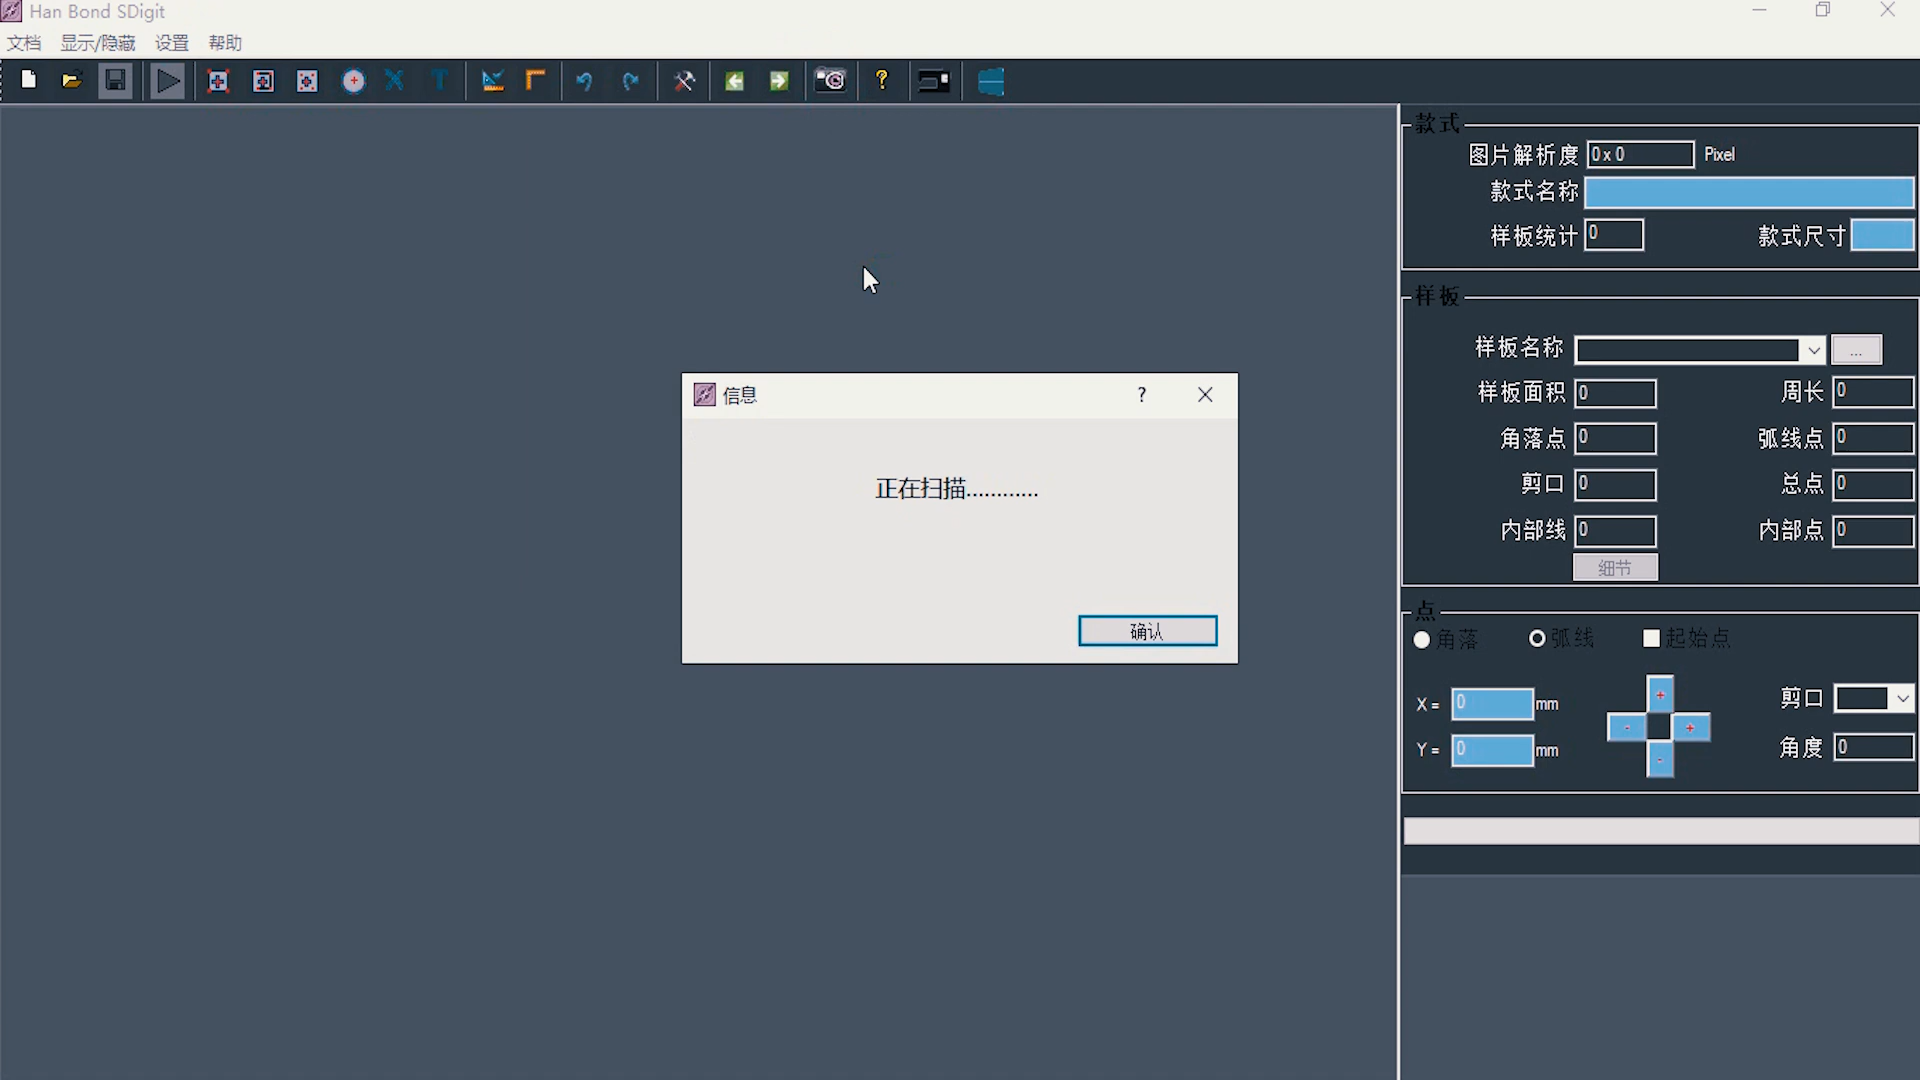 Han Bond SDigit
文档 显示/隐藏 设置 帮助
款式
图片解析度 0 x 0 Pixel
款式名称
样板统计 0 款式尺寸
样板
样板名称 ...
样板面积 0 周长 0
角落点 0 弧线点 0
剪口 0 总点 0
内部线 0 内部点 0
细节
点
角落 弧线 起始点
X = 0 mm 剪口
Y = 0 mm 角度 0
信息
正在扫描............
确认